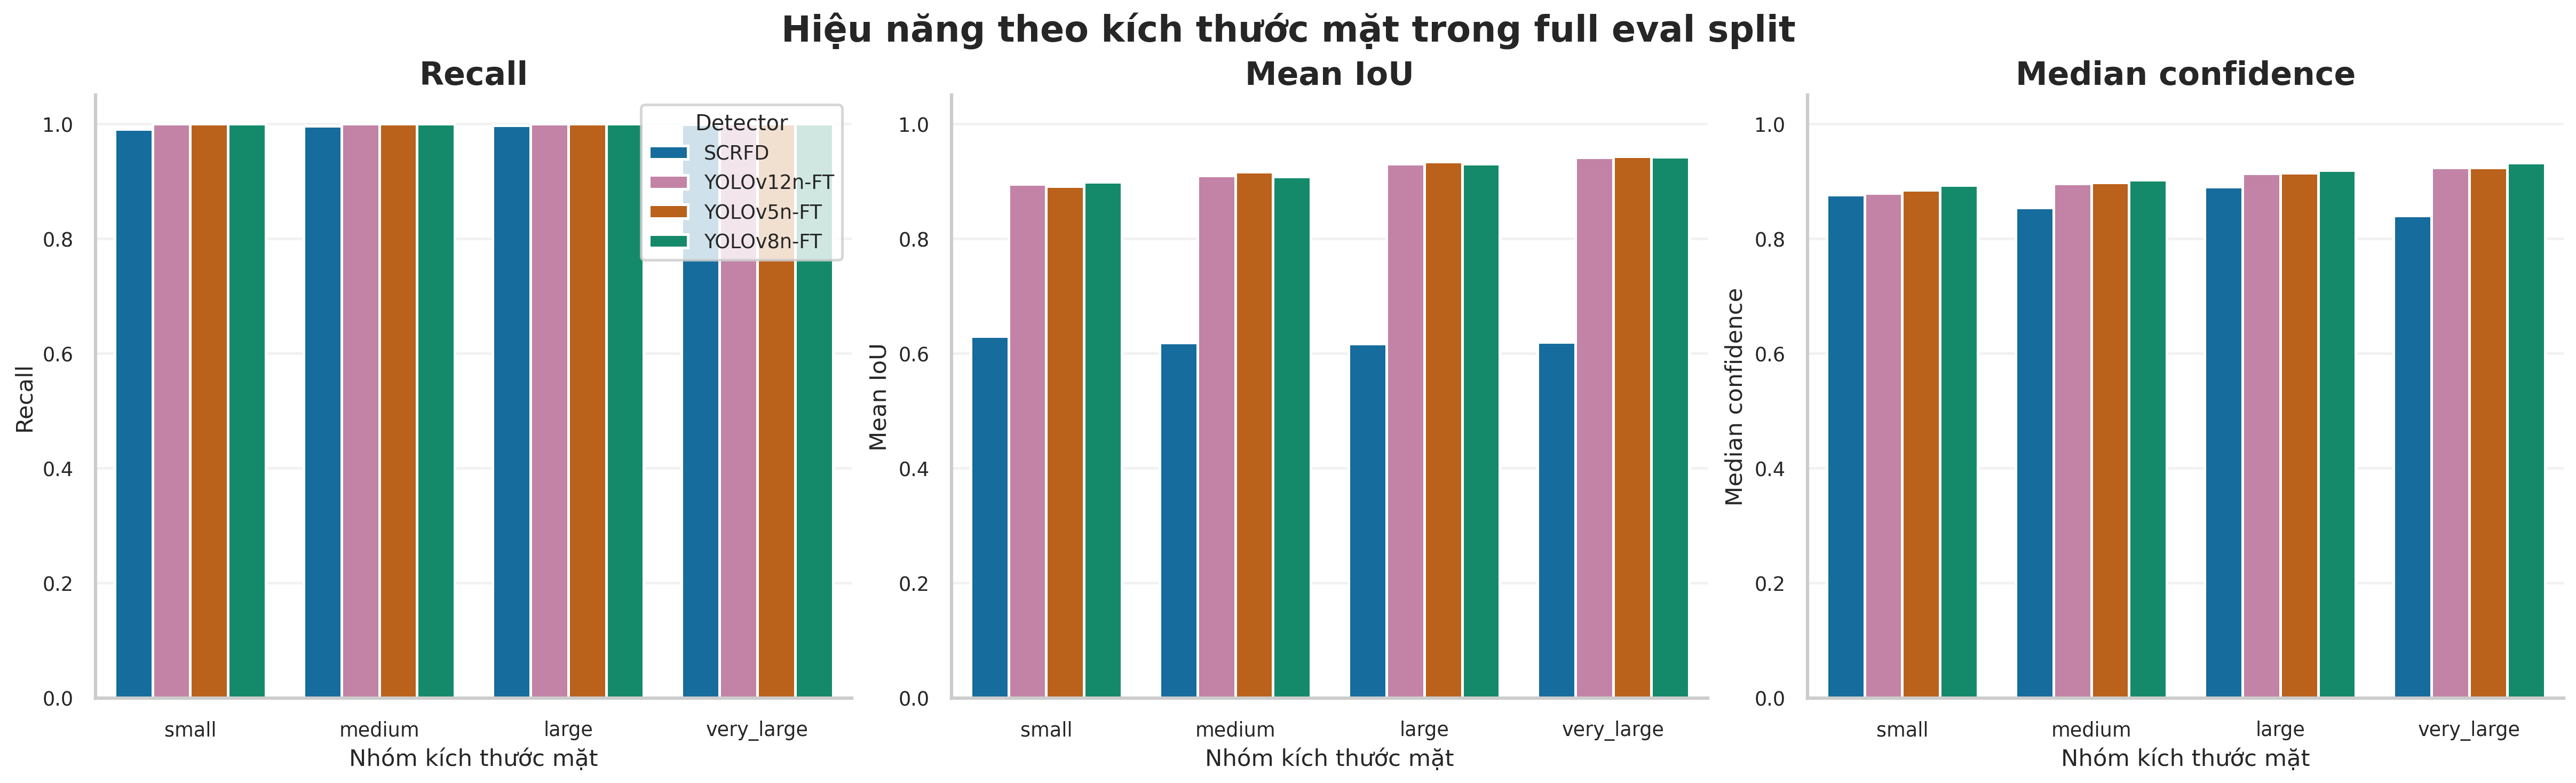 Hiệu năng theo kích thước mặt trong full eval split
Recall
Recall
1.0
0.8
0.6
0.4
0.2
0.0
Detector
SCRFD
YOLOv12n-FT
YOLOv5n-FT
YOLOv8n-FT
small medium large very_large
Nhóm kích thước mặt
Mean IoU
Mean IoU
1.0
0.8
0.6
0.4
0.2
0.0
small medium large very_large
Nhóm kích thước mặt
Median confidence
Median confidence
1.0
0.8
0.6
0.4
0.2
0.0
small medium large very_large
Nhóm kích thước mặt